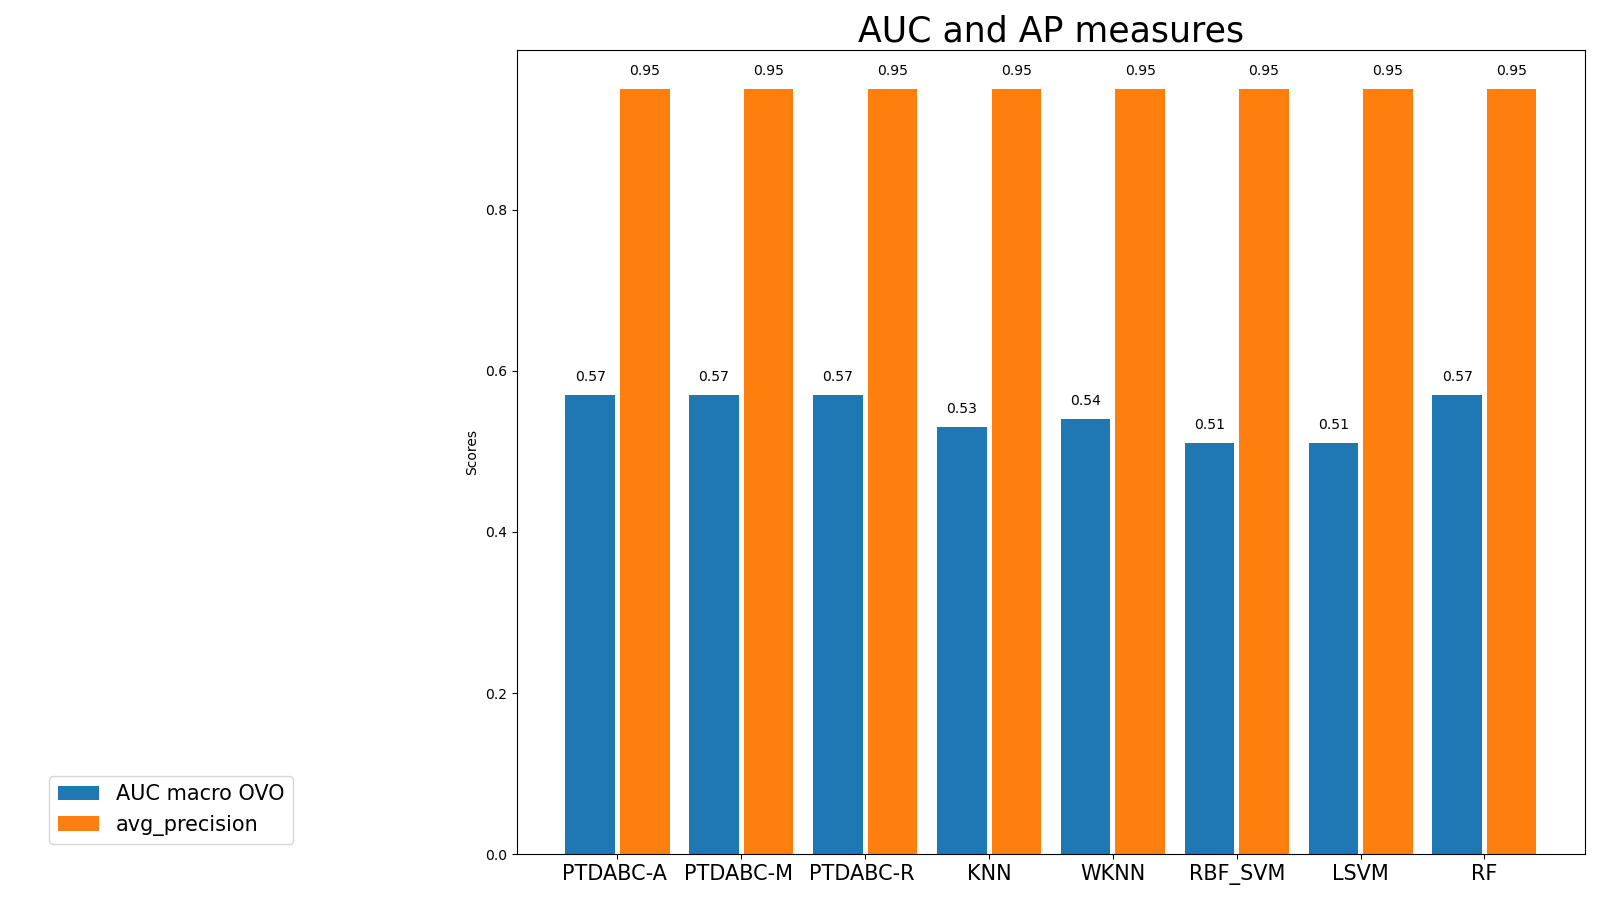 AUC and AP measures
0.95 0.95 0.95 0.95 0.95 0.95 0.95 0.95
0.8
0.6
0.57 0.57 0.57 0.53 0.54 0.51 0.51 0.57
Scores
0.4
0.2
AUC macro OVO
avg_precision
0.0
PTDABC-A PTDABC-M PTDABC-R KNN WKNN RBF_SVM LSVM RF